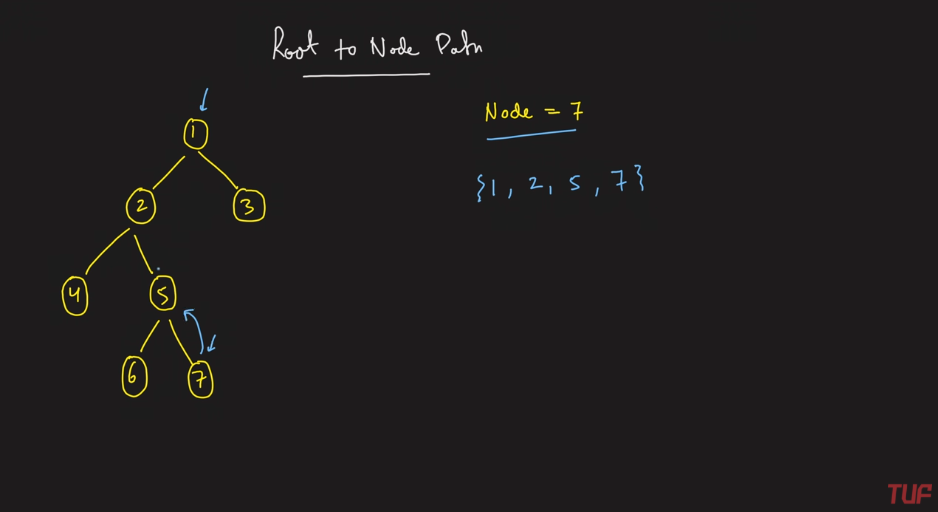 Root to Node Path
Node = 7
{1, 2, 5, 7}
1
2
3
4
5
6
7
TUF